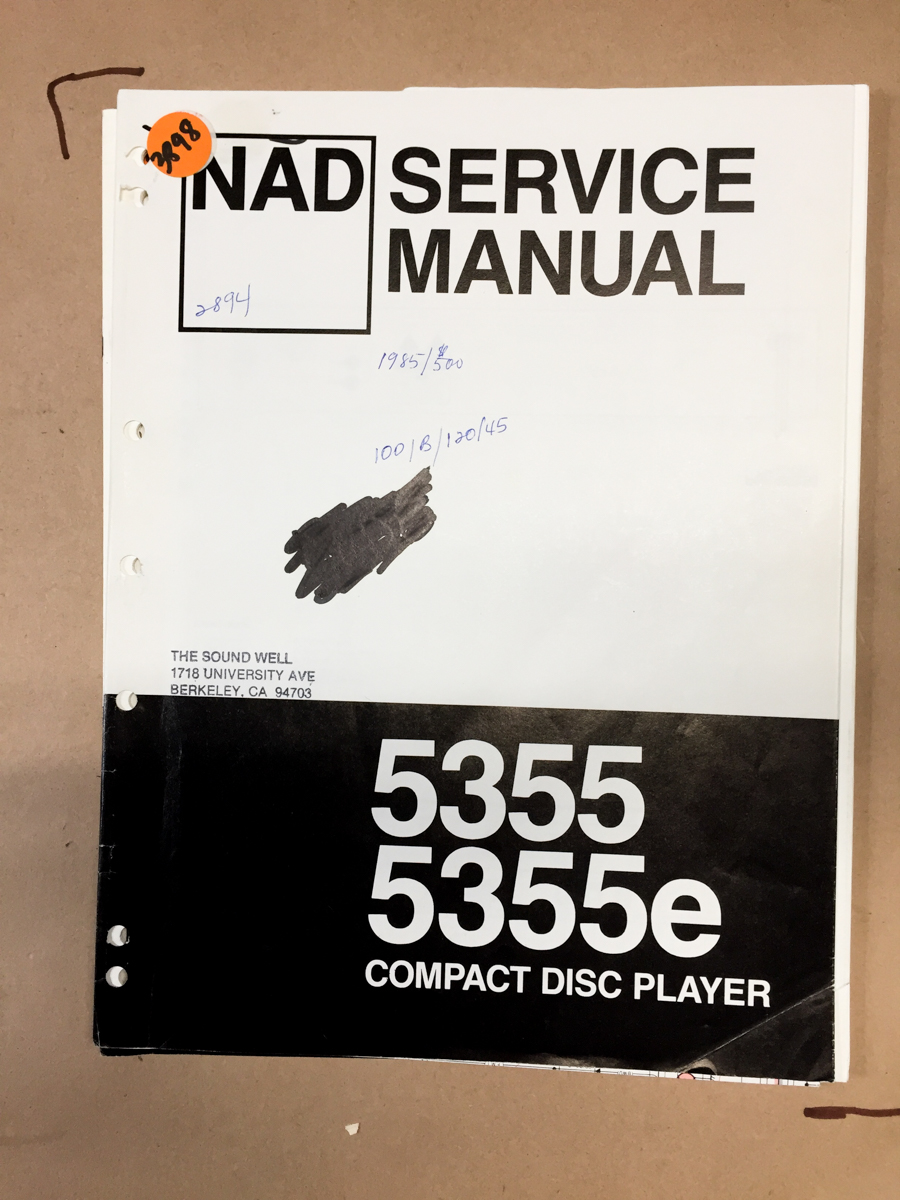 3898
NAD SERVICE
MANUAL
2894
1985/$500
100/B/120/45
THE SOUND WELL
1718 UNIVERSITY AVE
BERKELEY, CA 94703
5355
5355e
COMPACT DISC PLAYER